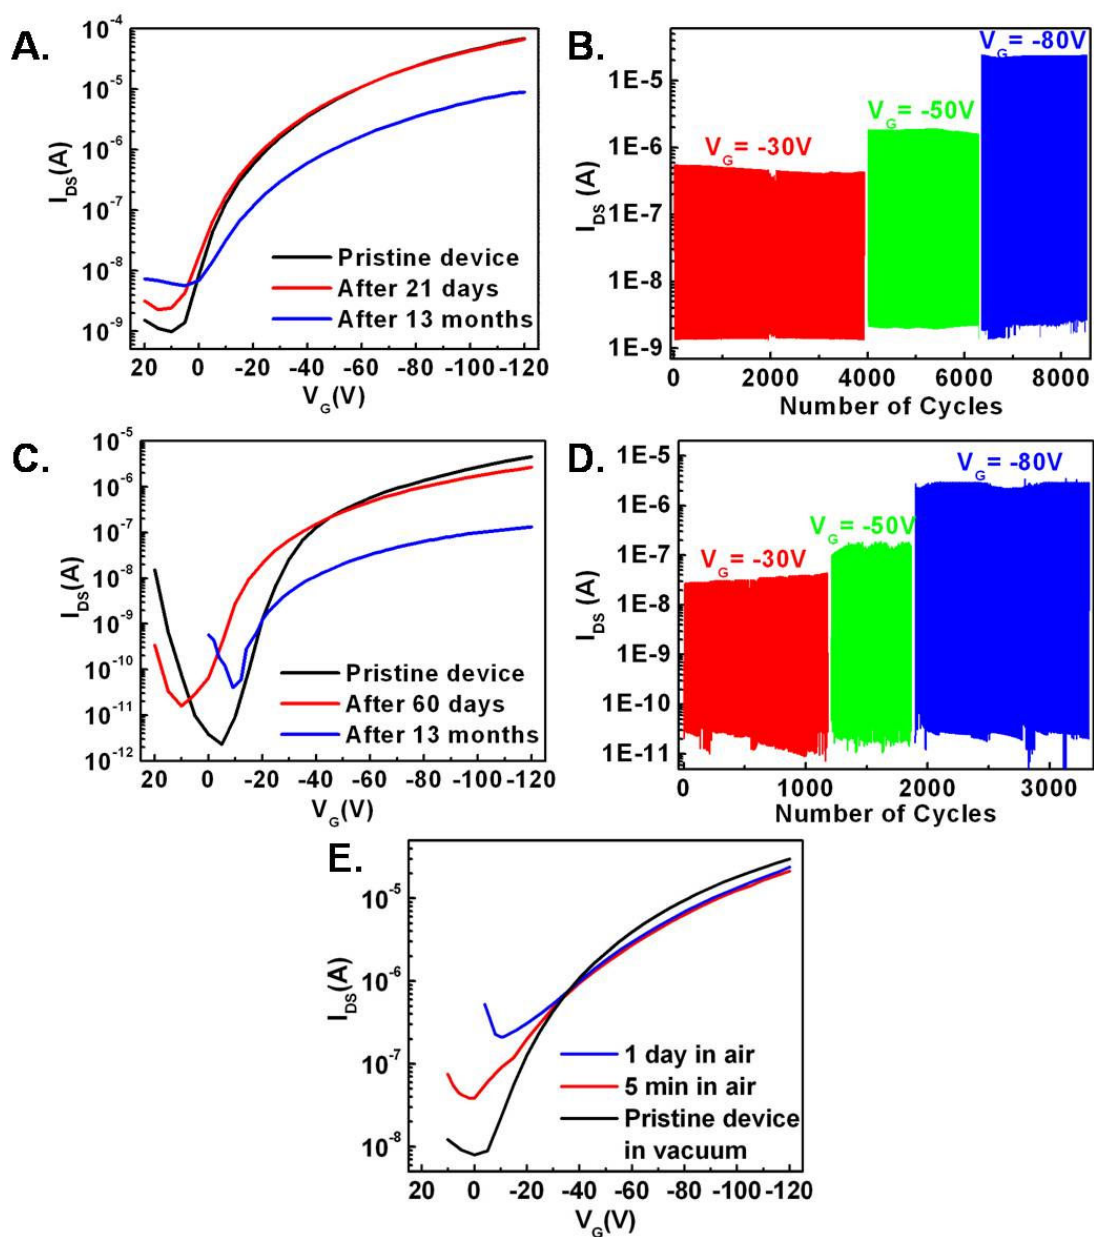 A.
10⁻⁴
10⁻⁵
10⁻⁶
10⁻⁷
10⁻⁸
10⁻⁹
I_DS(A)
Pristine device
After 21 days
After 13 months
20 0 -20 -40 -60 -80 -100 -120
V_G(V)
B.
V_G = -80V
V_G = -50V
V_G = -30V
1E-5
1E-6
1E-7
1E-8
1E-9
I_DS (A)
0 2000 4000 6000 8000
Number of Cycles
C.
10⁻⁵
10⁻⁶
10⁻⁷
10⁻⁸
10⁻⁹
10⁻¹⁰
10⁻¹¹
10⁻¹²
I_DS(A)
Pristine device
After 60 days
After 13 months
20 0 -20 -40 -60 -80 -100 -120
V_G(V)
D.
V_G = -80V
V_G = -50V
V_G = -30V
1E-5
1E-6
1E-7
1E-8
1E-9
1E-10
1E-11
I_DS (A)
0 1000 2000 3000
Number of Cycles
E.
10⁻⁵
10⁻⁶
10⁻⁷
10⁻⁸
I_DS(A)
1 day in air
5 min in air
Pristine device
in vacuum
20 0 -20 -40 -60 -80 -100 -120
V_G(V)